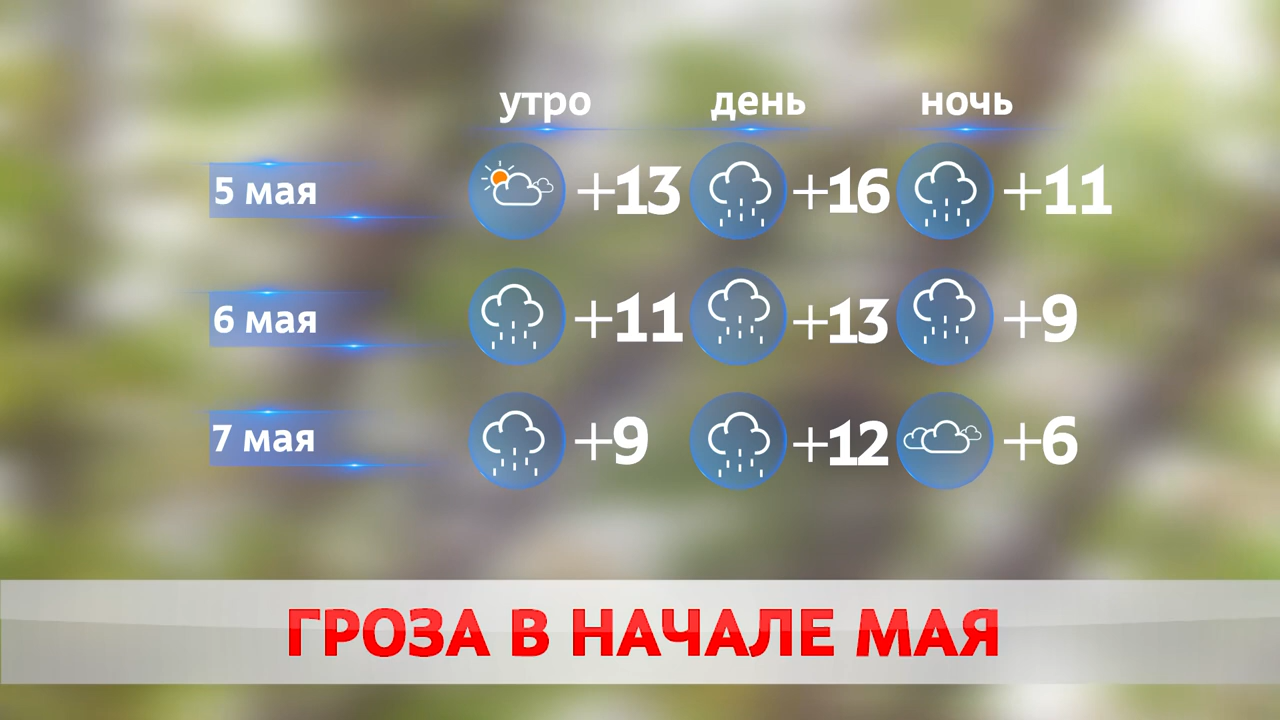 утро день ночь
5 мая +13 +16 +11
6 мая +11 +13 +9
7 мая +9 +12 +6
ГРОЗА В НАЧАЛЕ МАЯ